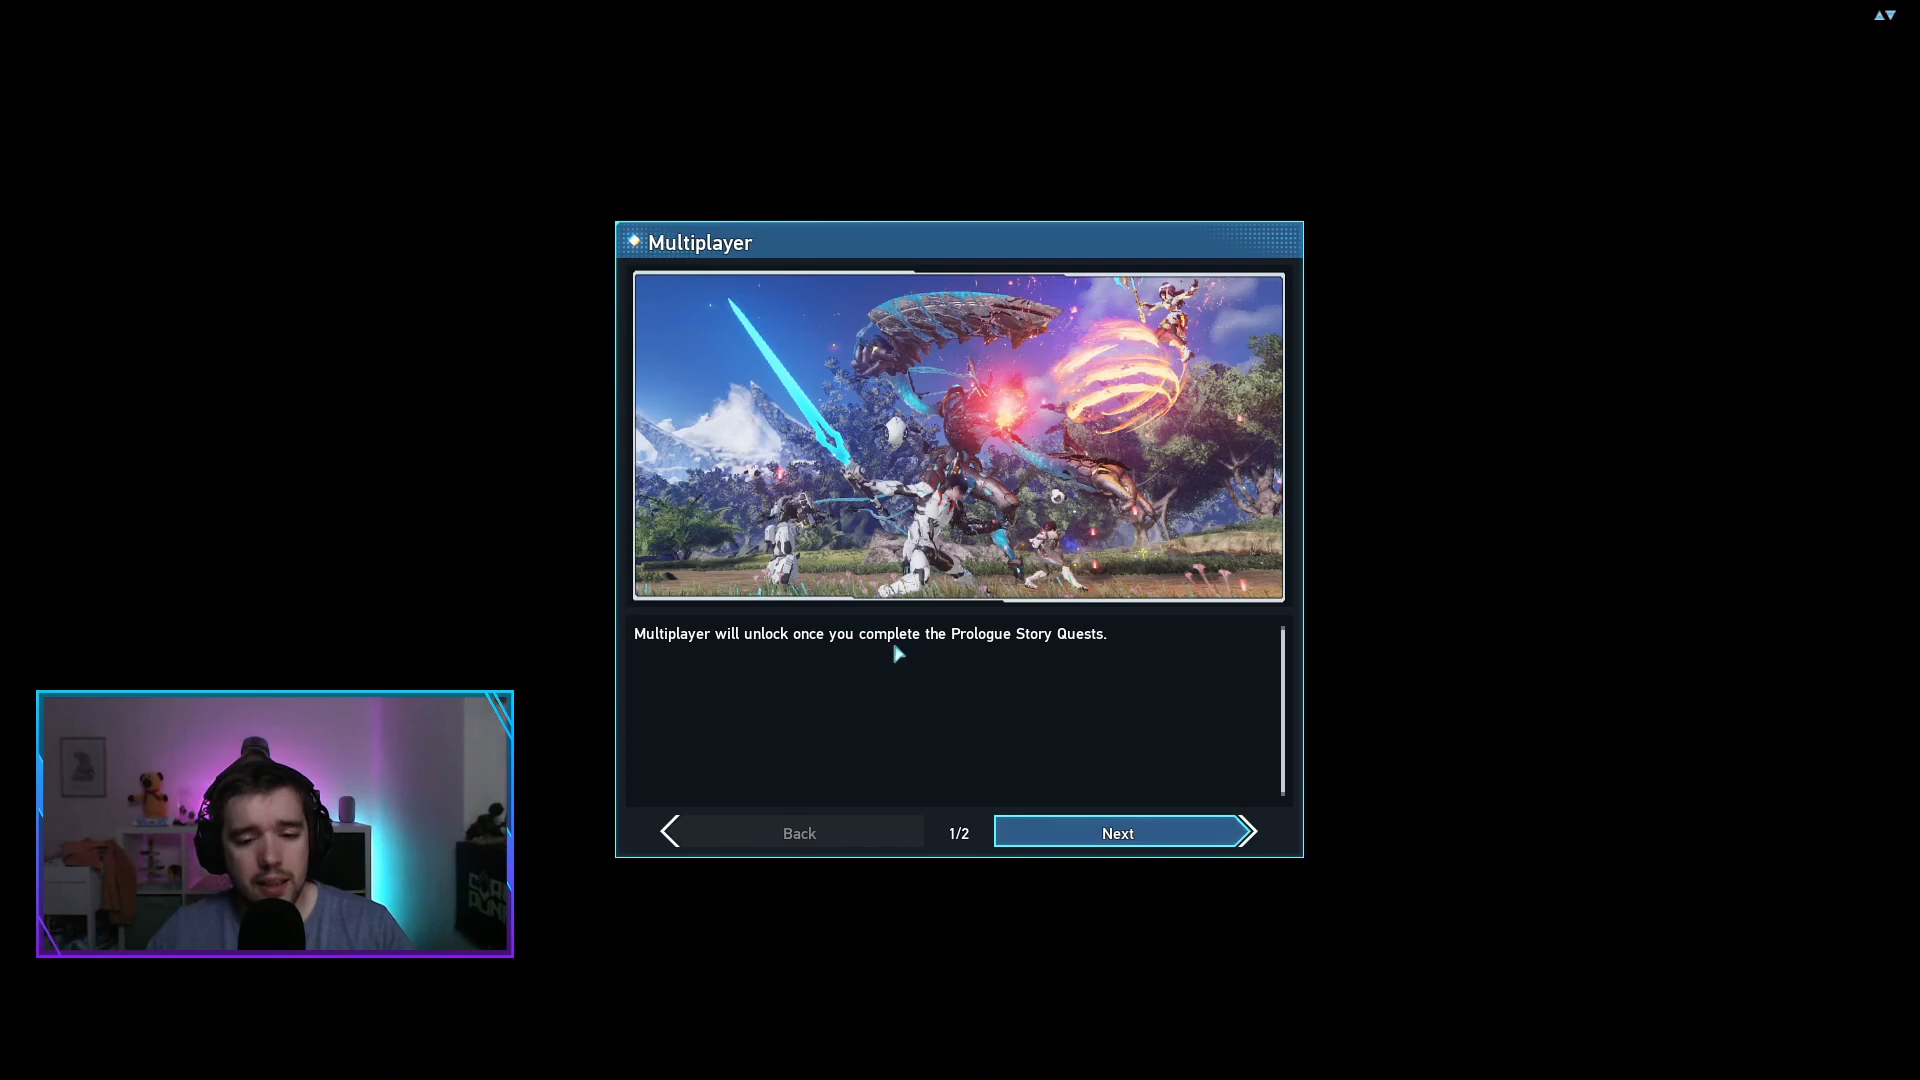 Multiplayer
Multiplayer will unlock once you complete the Prologue Story Quests.
Back
1/2
Next